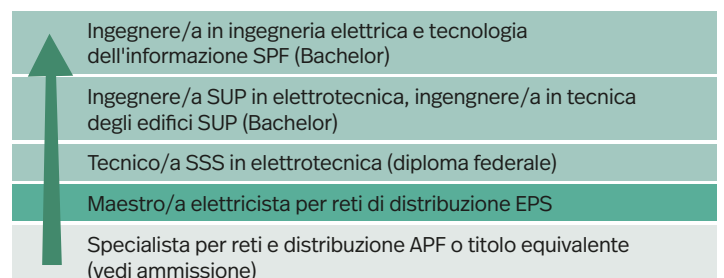 Ingegnere/a in ingegneria elettrica e tecnologia
dell'informazione SPF (Bachelor)
Ingegnere/a SUP in elettrotecnica, ingengnere/a in tecnica
degli edifici SUP (Bachelor)
Tecnico/a SSS in elettrotecnica (diploma federale)
Maestro/a elettricista per reti di distribuzione EPS
Specialista per reti e distribuzione APF o titolo equivalente
(vedi ammissione)